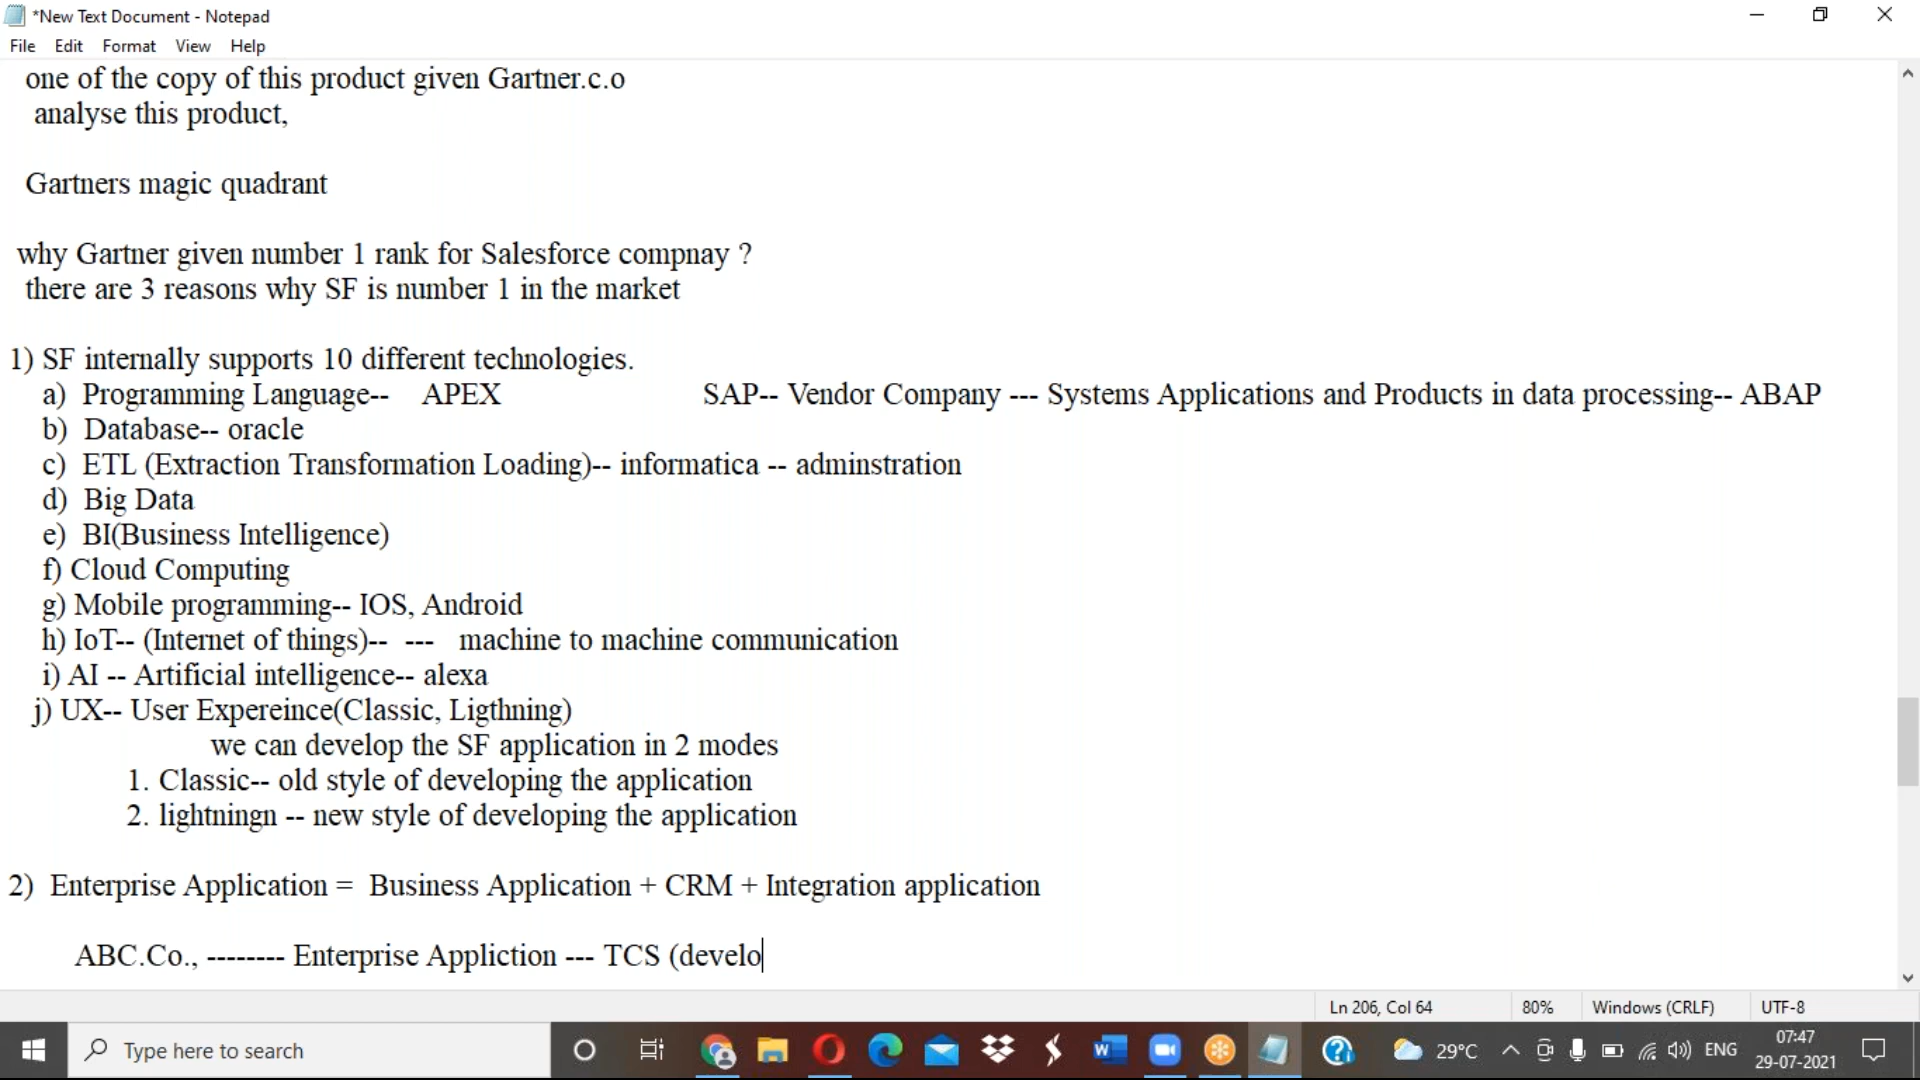 *New Text Document - Notepad
File Edit Format View Help
one of the copy of this product given Gartner.c.o
analyse this product,
Gartners magic quadrant
why Gartner given number 1 rank for Salesforce compnay ?
there are 3 reasons why SF is number 1 in the market
1) SF internally supports 10 different technologies.
a) Programming Language-- APEX SAP-- Vendor Company --- Systems Applications and Products in data processing-- ABAP
b) Database-- oracle
c) ETL (Extraction Transformation Loading)-- informatica -- adminstration
d) Big Data
e) BI(Business Intelligence)
f) Cloud Computing
g) Mobile programming-- IOS, Android
h) IoT-- (Internet of things)-- --- machine to machine communication
i) AI -- Artificial intelligence-- alexa
j) UX-- User Expereince(Classic, Ligthning)
we can develop the SF application in 2 modes
1. Classic-- old style of developing the application
2. lightningn -- new style of developing the application
2) Enterprise Application = Business Application + CRM + Integration application
ABC.Co., -------- Enterprise Appliction --- TCS (develo
Ln 206, Col 64 80% Windows (CRLF) UTF-8
Type here to search 29°C ENG 07:47
29-07-2021